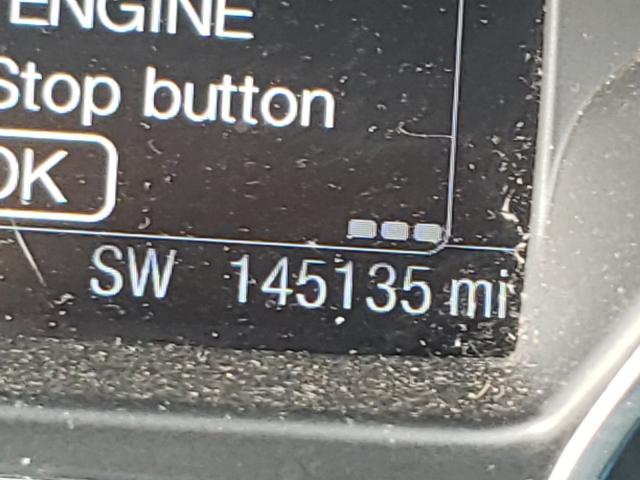 ENGINE
Stop button
OK
SW 145135 mi